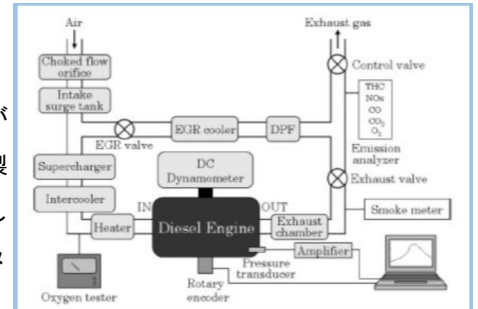 Air
Exhaust gas
Choked flow
orifice
Control valve
Intake
surge tank
THC
NOx
CO
CO₂
O₂
が
EGR cooler
DPF
EGR valve
Emission
analyzer
製
Supercharger
DC
Dynamometer
Exhaust valve
Intercooler
IN
OUT
Smoke meter
Heater
Diesel Engine
Exhaust
chamber
Amplifier
Pressure
transducer
Oxygen tester
Rotary
encoder